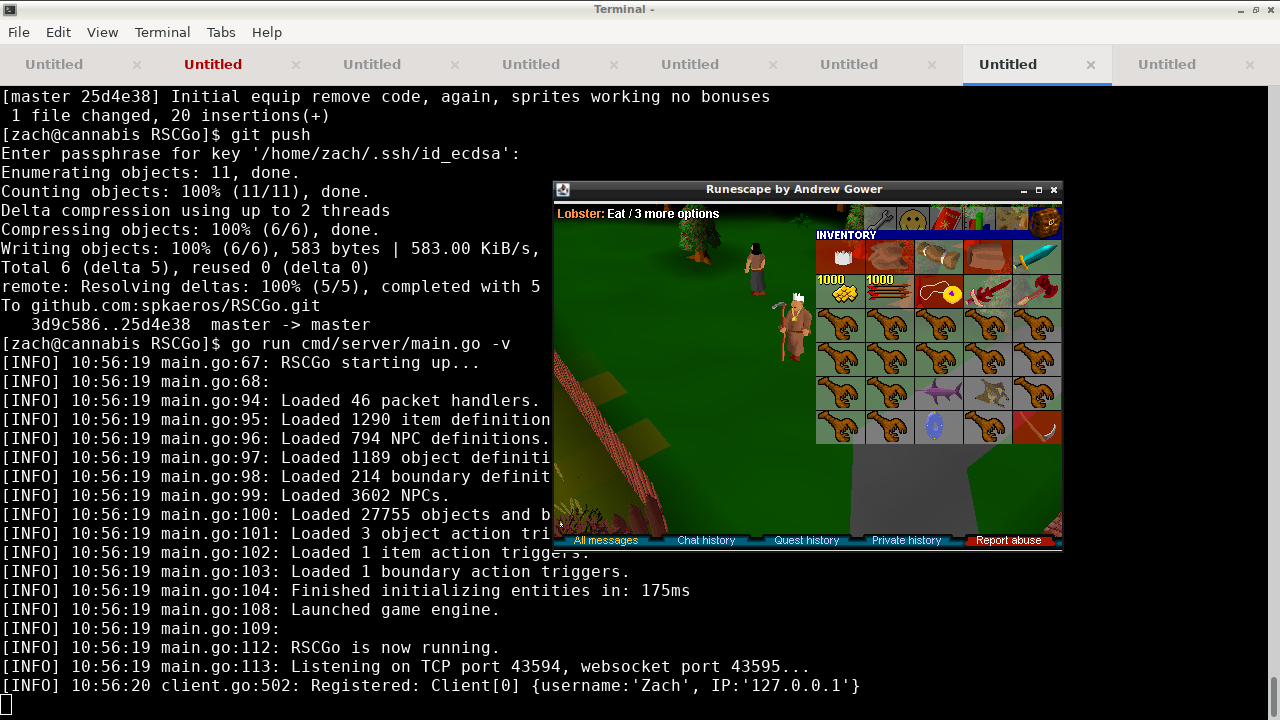 Terminal -
File Edit View Terminal Tabs Help
Untitled Untitled Untitled Untitled Untitled Untitled Untitled Untitled
[master 25d4e38] Initial equip remove code, again, sprites working no bonuses
1 file changed, 20 insertions(+)
[zach@cannabis RSCGo]$ git push
Enter passphrase for key '/home/zach/.ssh/id_ecdsa':
Enumerating objects: 11, done.
Counting objects: 100% (11/11), done.
Delta compression using up to 2 threads
Compressing objects: 100% (6/6), done.
Writing objects: 100% (6/6), 583 bytes | 583.00 KiB/s,
Total 6 (delta 5), reused 0 (delta 0)
remote: Resolving deltas: 100% (5/5), completed with 5
To github.com:spkaeros/RSCGo.git
3d9c586..25d4e38 master -> master
[zach@cannabis RSCGo]$ go run cmd/server/main.go -v
[INFO] 10:56:19 main.go:67: RSCGo starting up...
[INFO] 10:56:19 main.go:68:
[INFO] 10:56:19 main.go:94: Loaded 46 packet handlers.
[INFO] 10:56:19 main.go:95: Loaded 1290 item definition
[INFO] 10:56:19 main.go:96: Loaded 794 NPC definitions.
[INFO] 10:56:19 main.go:97: Loaded 1189 object definiti
[INFO] 10:56:19 main.go:98: Loaded 214 boundary definit
[INFO] 10:56:19 main.go:99: Loaded 3602 NPCs.
[INFO] 10:56:19 main.go:100: Loaded 27755 objects and b
[INFO] 10:56:19 main.go:101: Loaded 3 object action tri
[INFO] 10:56:19 main.go:102: Loaded 1 item action triggers.
[INFO] 10:56:19 main.go:103: Loaded 1 boundary action triggers.
[INFO] 10:56:19 main.go:104: Finished initializing entities in: 175ms
[INFO] 10:56:19 main.go:108: Launched game engine.
[INFO] 10:56:19 main.go:109:
[INFO] 10:56:19 main.go:112: RSCGo is now running.
[INFO] 10:56:19 main.go:113: Listening on TCP port 43594, websocket port 43595...
[INFO] 10:56:20 client.go:502: Registered: Client[0] {username:'Zach', IP:'127.0.0.1'}
Runescape by Andrew Gower
Lobster: Eat / 3 more options
INVENTORY
1000 1000
All messages Chat history Quest history Private history Report abuse